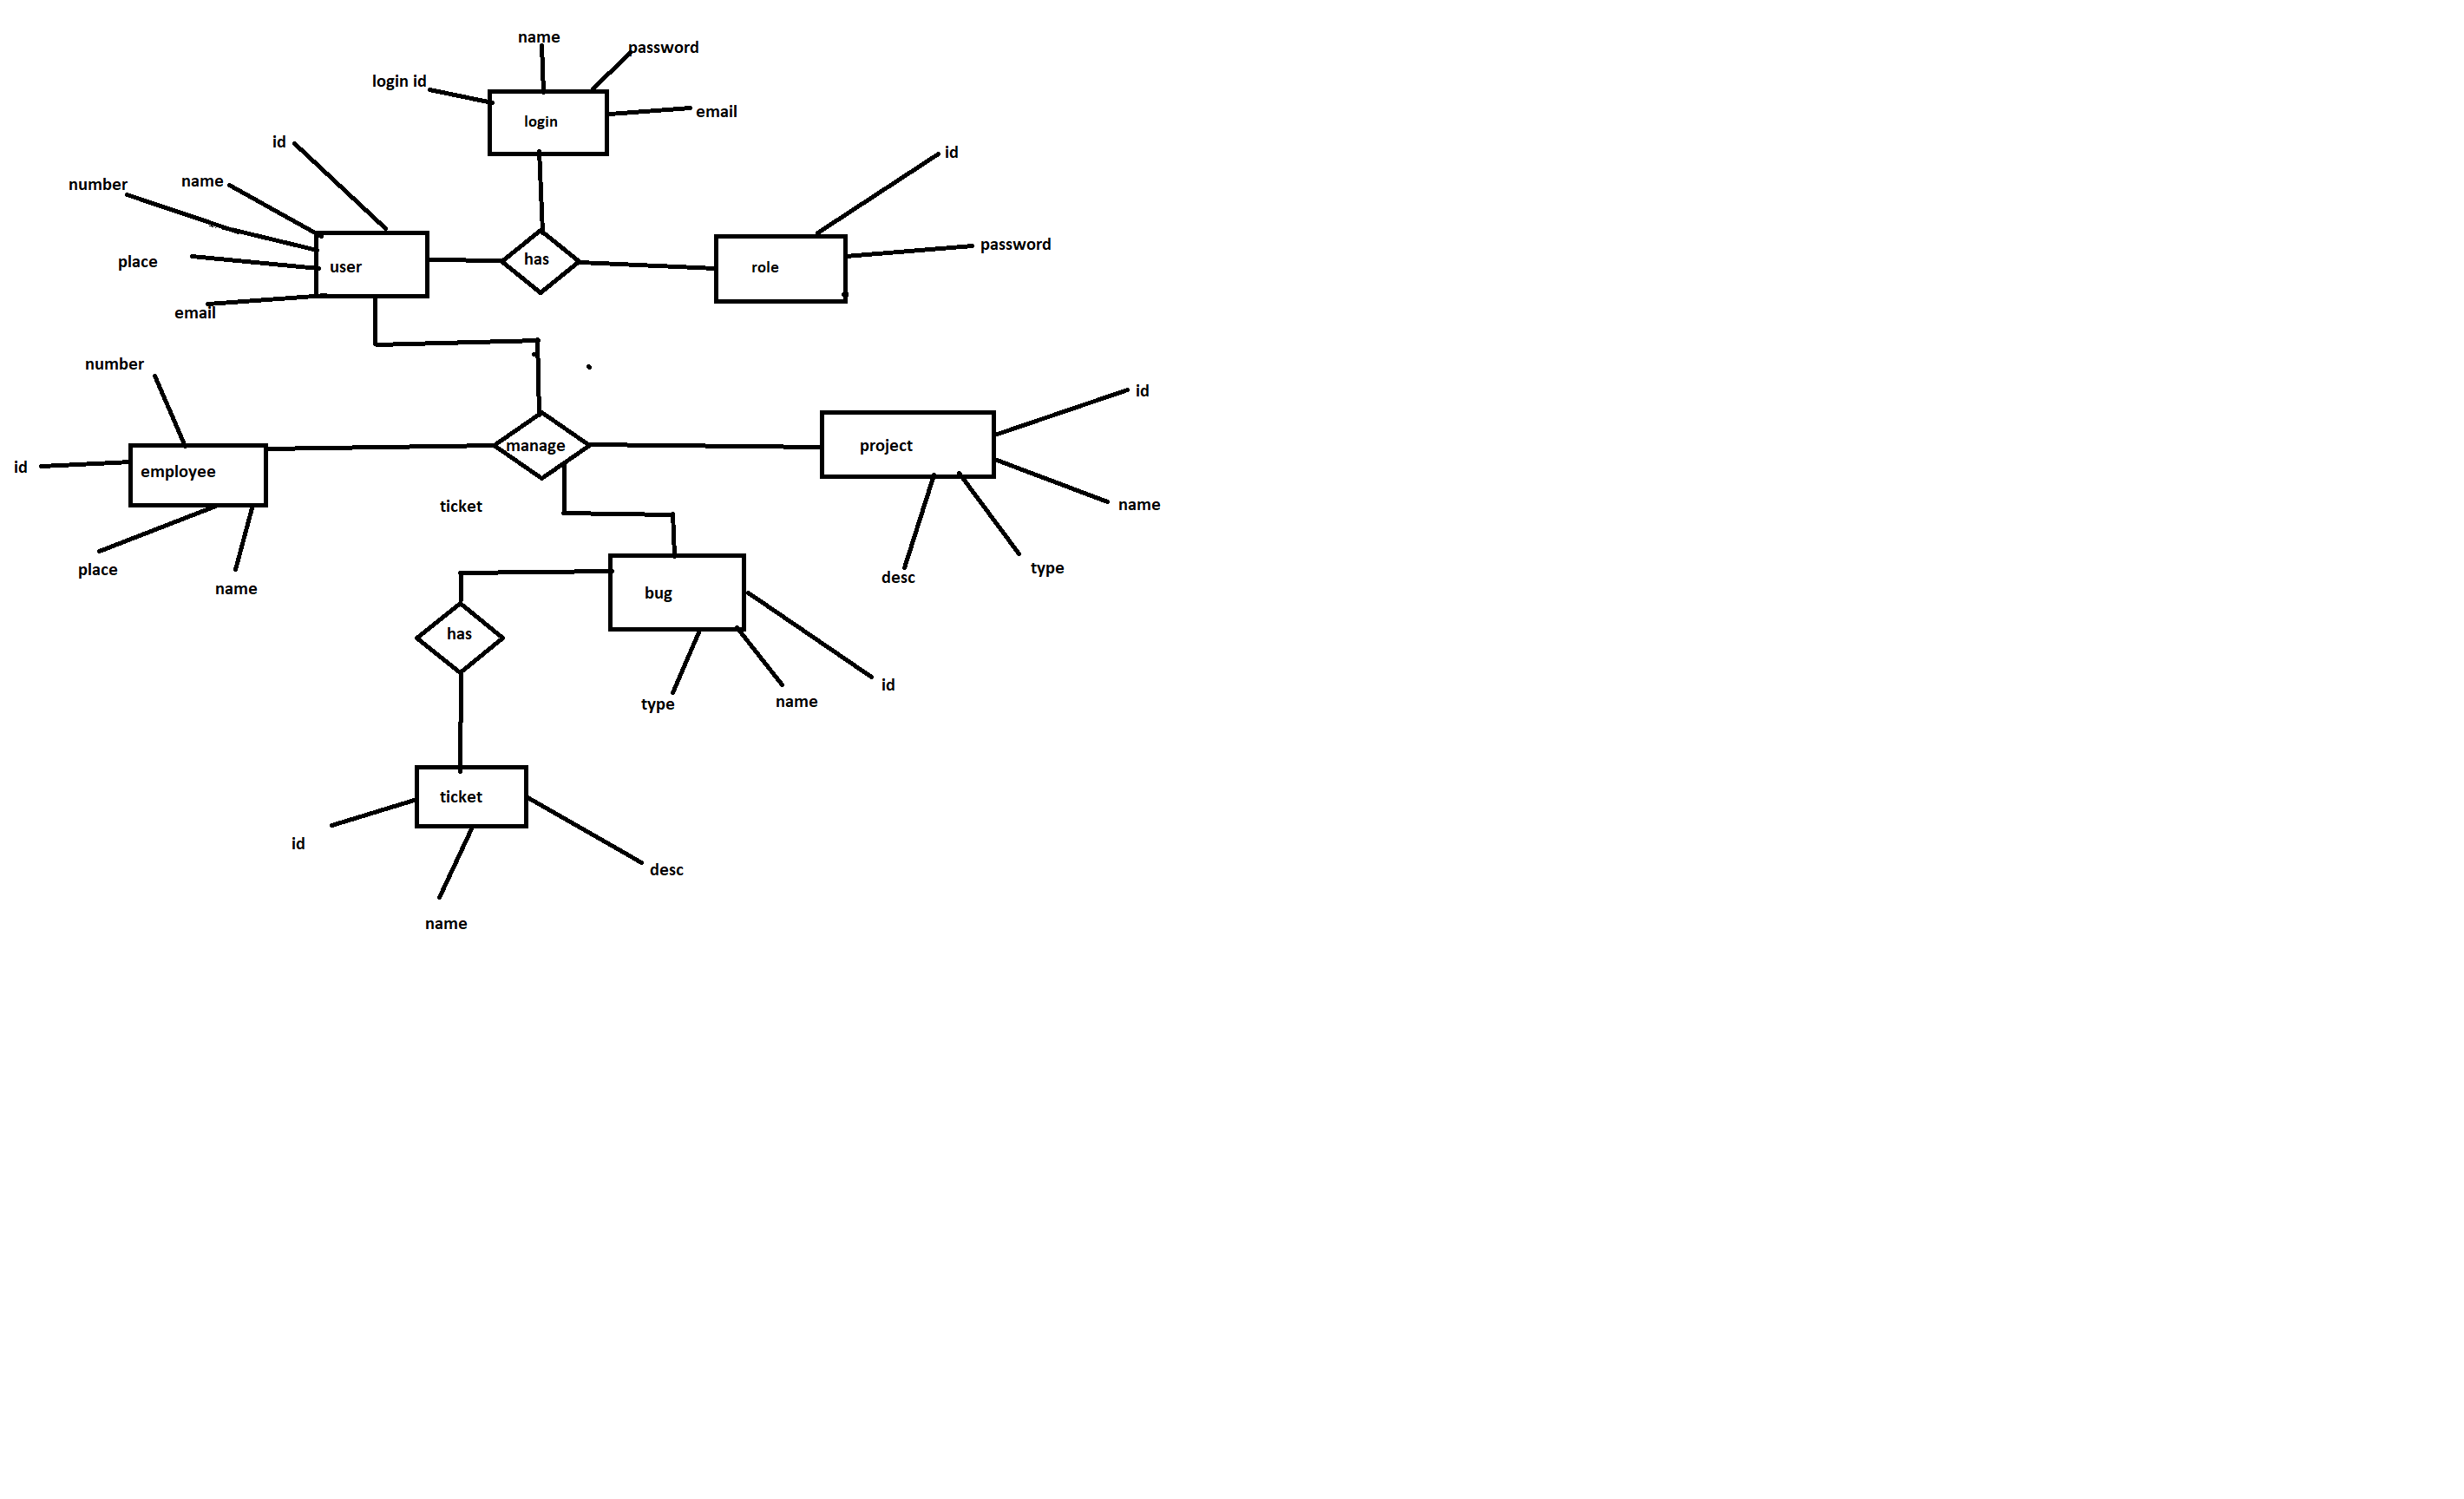 name
password
login id
email
login
id
id
name
number
password
has
place
user
role
email
number
id
manage
project
id
employee
name
ticket
place
type
desc
name
bug
has
id
name
type
ticket
id
desc
name